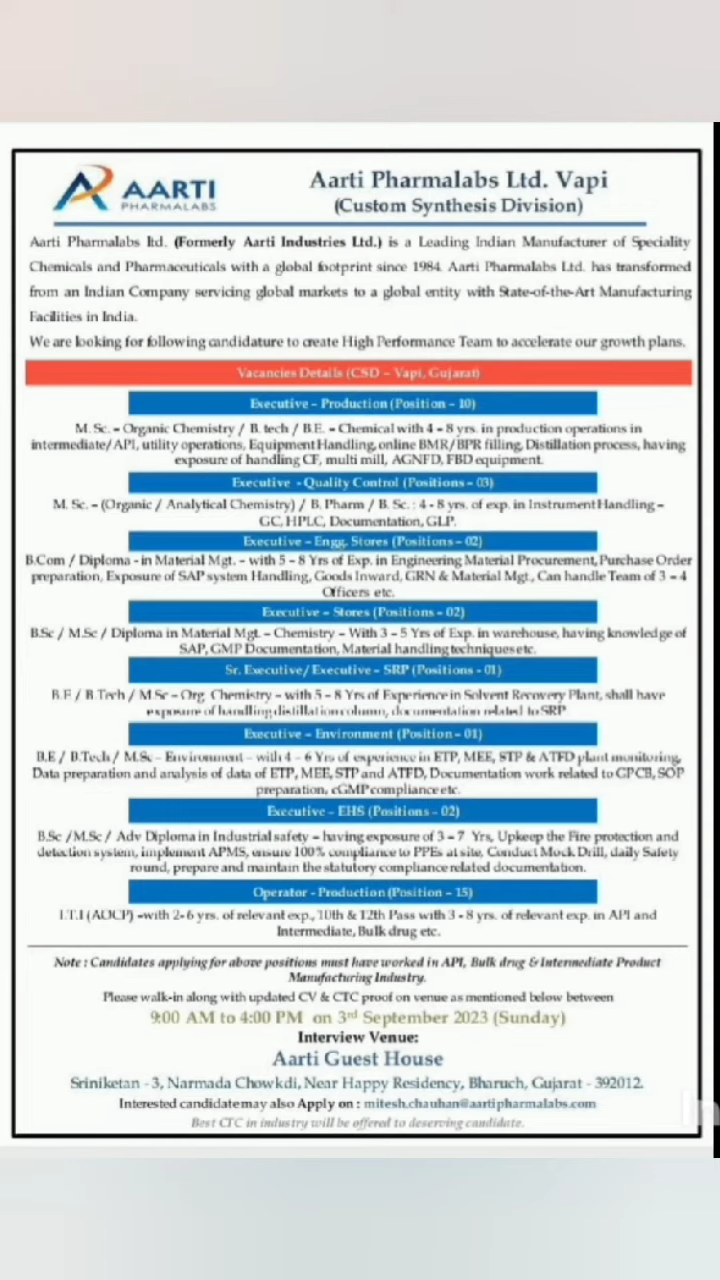 AARTI
PHARMALABS
Aarti Pharmalabs Ltd. Vapi
(Custom Synthesis Division)
Aarti Pharmalabs ltd. (Formerly Aarti Industries Ltd.) is a Leading Indian Manufacturer of Speciality
Chemicals and Pharmaceuticals with a global footprint since 1984. Aarti Pharmalabs Ltd. has transformed
from an Indian Company servicing global markets to a global entity with State-of-the-Art Manufacturing
Facilities in India.
We are looking for following candidature to create High Performance Team to accelerate our growth plans.
Vacancies Details (CSD – Vapi, Gujarat)
Executive – Production (Position – 10)
M. Sc. – Organic Chemistry / B. tech / B.E. – Chemical with 4 – 8 yrs. in production operations in
intermediate/API, utility operations, Equipment Handling, online BMR/BPR filling, Distillation process, having
exposure of handling CF, multi mill, AGNFD, FBD equipment.
Executive -Quality Control (Positions – 03)
M. Sc. – (Organic / Analytical Chemistry) / B. Pharm / B. Sc. : 4 - 8 yrs. of exp. in Instrument Handling –
GC, HPLC, Documentation, GLP.
Executive – Engg. Stores (Positions – 02)
B.Com / Diploma - in Material Mgt. – with 5 – 8 Yrs of Exp. in Engineering Material Procurement, Purchase Order
preparation, Exposure of SAP system Handling, Goods Inward, GRN & Material Mgt., Can handle Team of 3 – 4
Officers etc.
Executive – Stores (Positions – 02)
B.Sc / M.Sc / Diploma in Material Mgt. – Chemistry – With 3 – 5 Yrs of Exp. in warehouse, having knowledge of
SAP, GMP Documentation, Material handling techniques etc.
Sr. Executive/ Executive – SRP (Positions - 01)
B.E / B.Tech / M.Sc – Org. Chemistry – with 5 – 8 Yrs of Experience in Solvent Recovery Plant, shall have
exposure of handling distillation column, documentation related to SRP
Executive – Environment (Position – 01)
B.E / B.Tech / M.Sc – Environment – with 4 – 6 Yrs of experience in ETP, MEE, STP & ATFD plant monitoring,
Data preparation and analysis of data of ETP, MEE, STP and ATFD, Documentation work related to GPCB, SOP
preparation, cGMP compliance etc.
Executive – EHS (Positions – 02)
B.Sc /M.Sc / Adv Diploma in Industrial safety – having exposure of 3 – 7 Yrs, Upkeep the Fire protection and
detection system, implement APMS, ensure 100% compliance to PPEs at site, Conduct Mock Drill, daily Safety
round, prepare and maintain the statutory compliance related documentation.
Operator - Production (Position – 15)
I.T.I (AOCP) –with 2- 6 yrs. of relevant exp., 10th & 12th Pass with 3 - 8 yrs. of relevant exp. in API and
Intermediate, Bulk drug etc.
Note : Candidates applying for above positions must have worked in API, Bulk drug & Intermediate Product
Manufacturing Industry.
Please walk-in along with updated CV & CTC proof on venue as mentioned below between
9:00 AM to 4:00 PM on 3rd September 2023 (Sunday)
Interview Venue:
Aarti Guest House
Sriniketan - 3, Narmada Chowkdi, Near Happy Residency, Bharuch, Gujarat - 392012.
Interested candidate may also Apply on : mitesh.chauhan@aartipharmalabs.com
Best CTC in industry will be offered to deserving candidate.